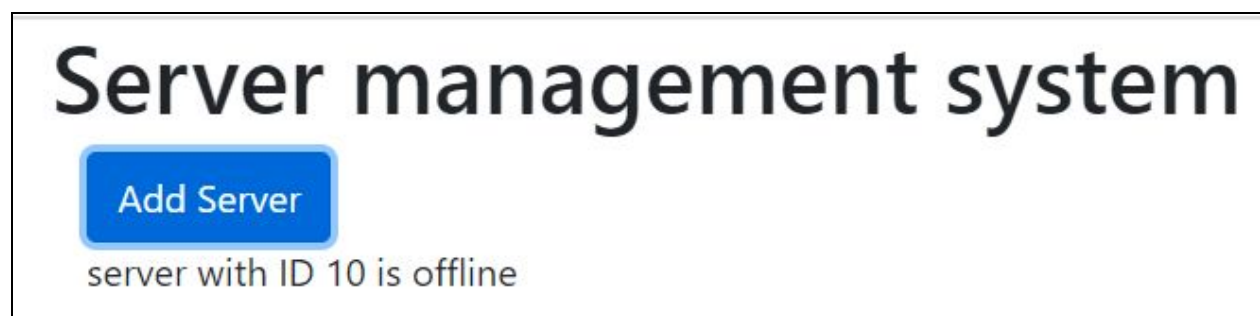 Server management system
Add Server
server with ID 10 is offline